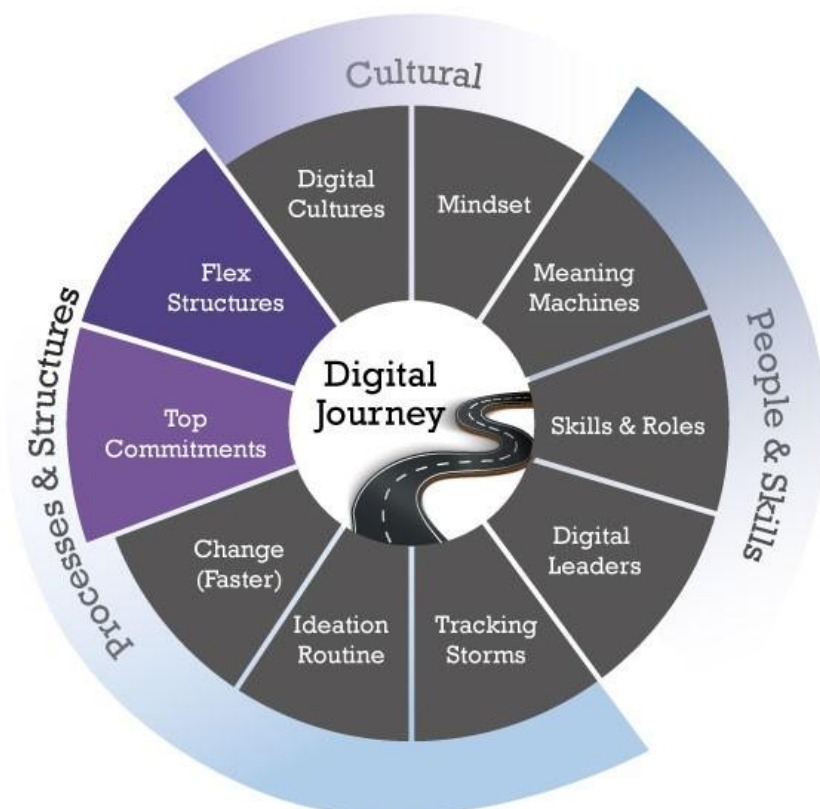 Cultural
Digital
Cultures
Mindset
Meaning
Machines
People & Skills
Skills & Roles
Digital
Leaders
Tracking
Storms
Ideation
Routine
Change
(Faster)
Processes & Structures
Top
Commitments
Flex
Structures
Digital
Journey